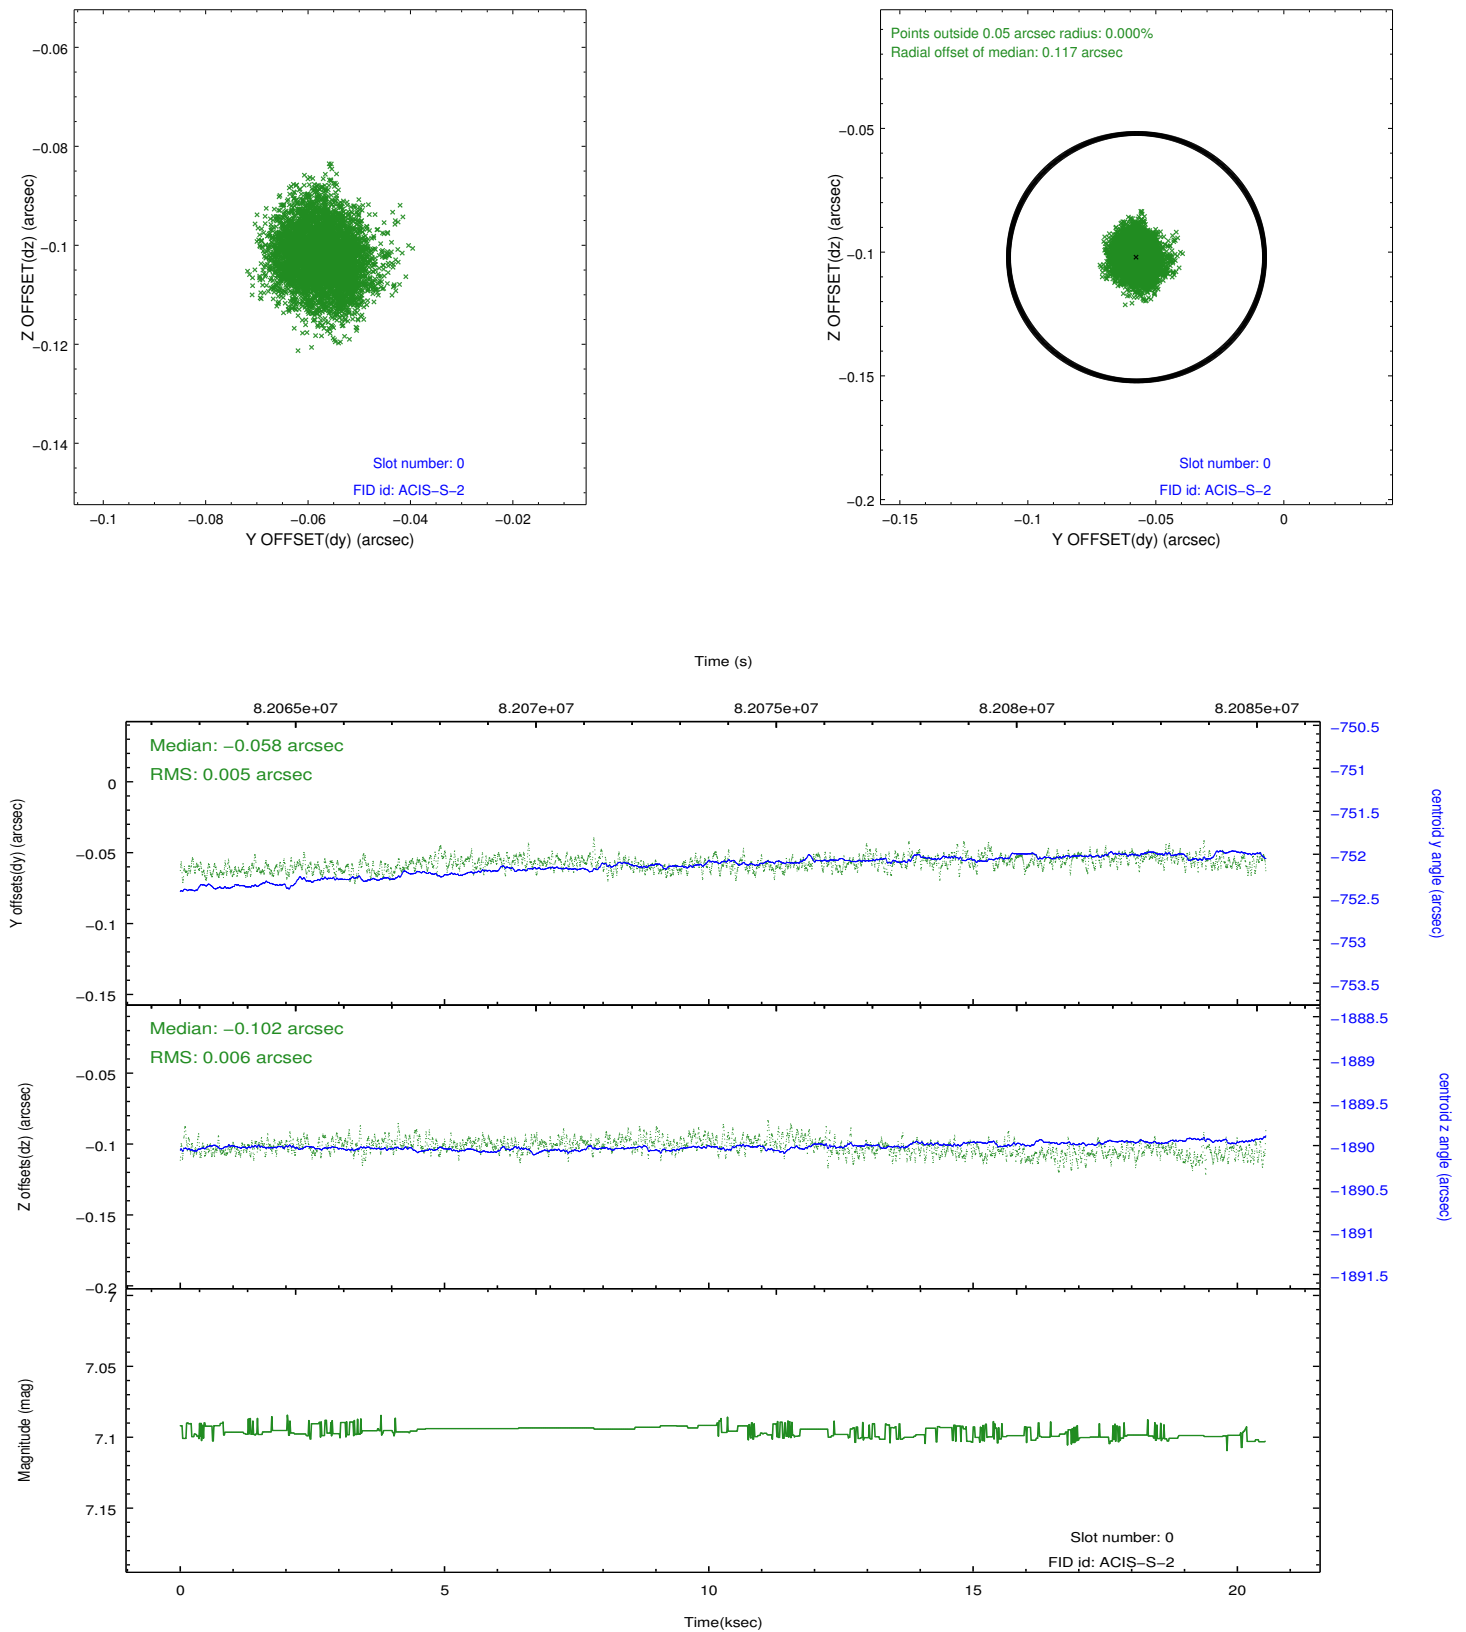 −0.06
−0.08
−0.1
−0.12
−0.14
Z OFFSET(dz) (arcsec)
Slot number: 0
FID id: ACIS−S−2
−0.1 −0.08 −0.06 −0.04 −0.02
Y OFFSET(dy) (arcsec)
Points outside 0.05 arcsec radius: 0.000%
Radial offset of median: 0.117 arcsec
−0.05
−0.1
−0.15
−0.2
Z OFFSET(dz) (arcsec)
Slot number: 0
FID id: ACIS−S−2
−0.15 −0.1 −0.05 0
Y OFFSET(dy) (arcsec)
Time (s)
8.2065e+07 8.207e+07 8.2075e+07 8.208e+07 8.2085e+07
Median: −0.058 arcsec
RMS: 0.005 arcsec
0
−0.05
−0.1
−0.15
Y offsets(dy) (arcsec)
−750.5
−751
−751.5
−752
−752.5
−753
−753.5
centroid y angle (arcsec)
Median: −0.102 arcsec
RMS: 0.006 arcsec
−0.05
−0.1
−0.15
−0.2
Z offsets(dz) (arcsec)
−1888.5
−1889
−1889.5
−1890
−1890.5
−1891
−1891.5
centroid z angle (arcsec)
7
7.05
7.1
7.15
Magnitude (mag)
Slot number: 0
FID id: ACIS−S−2
0 5 10 15 20
Time(ksec)